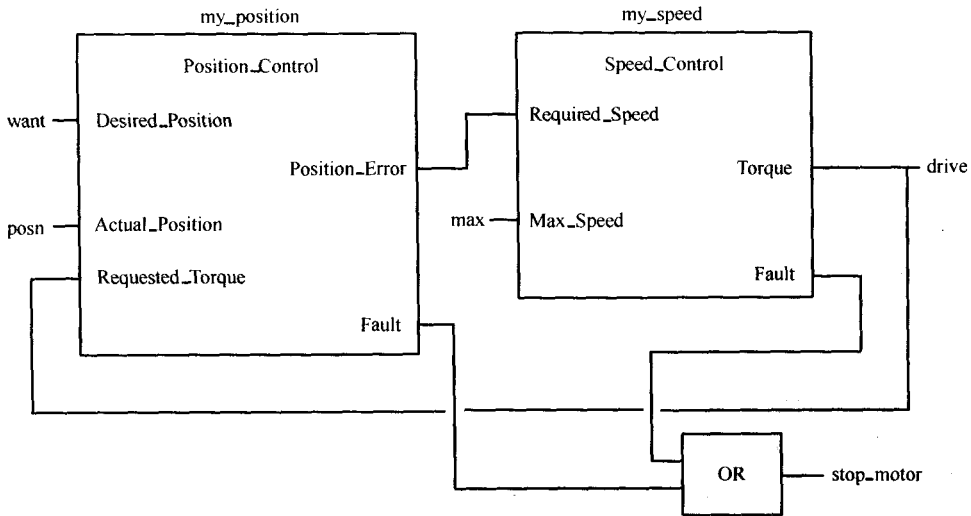 my_position
my_speed
Position_Control
Speed_Control
want
Desired_Position
Required_Speed
Position_Error
Torque
drive
posn
Actual_Position
max
Max_Speed
Requested_Torque
Fault
Fault
OR
stop_motor